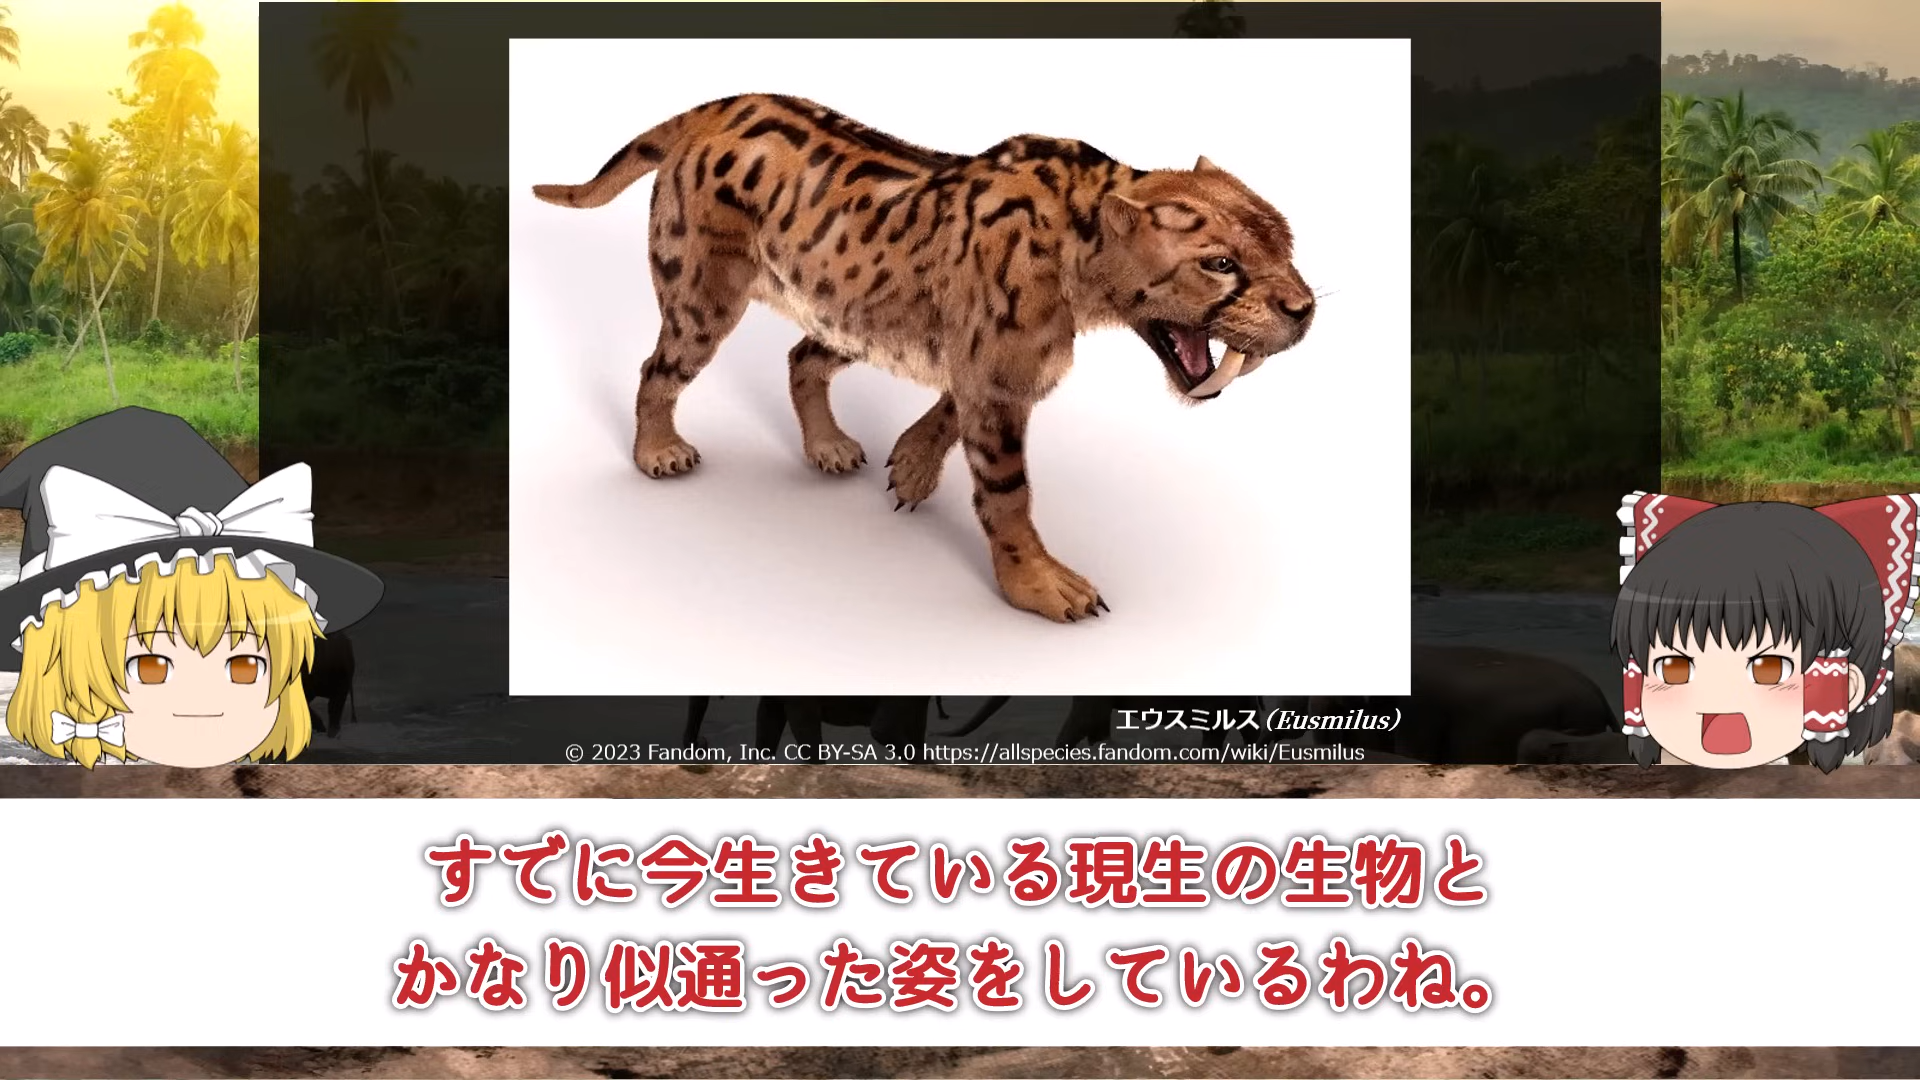 エウスミルス(Eusmilus)
© 2023 Fandom, Inc. CC BY-SA 3.0 https://allspecies.fandom.com/wiki/Eusmilus
すでに今生きている現生の生物と
かなり似通った姿をしているわね。